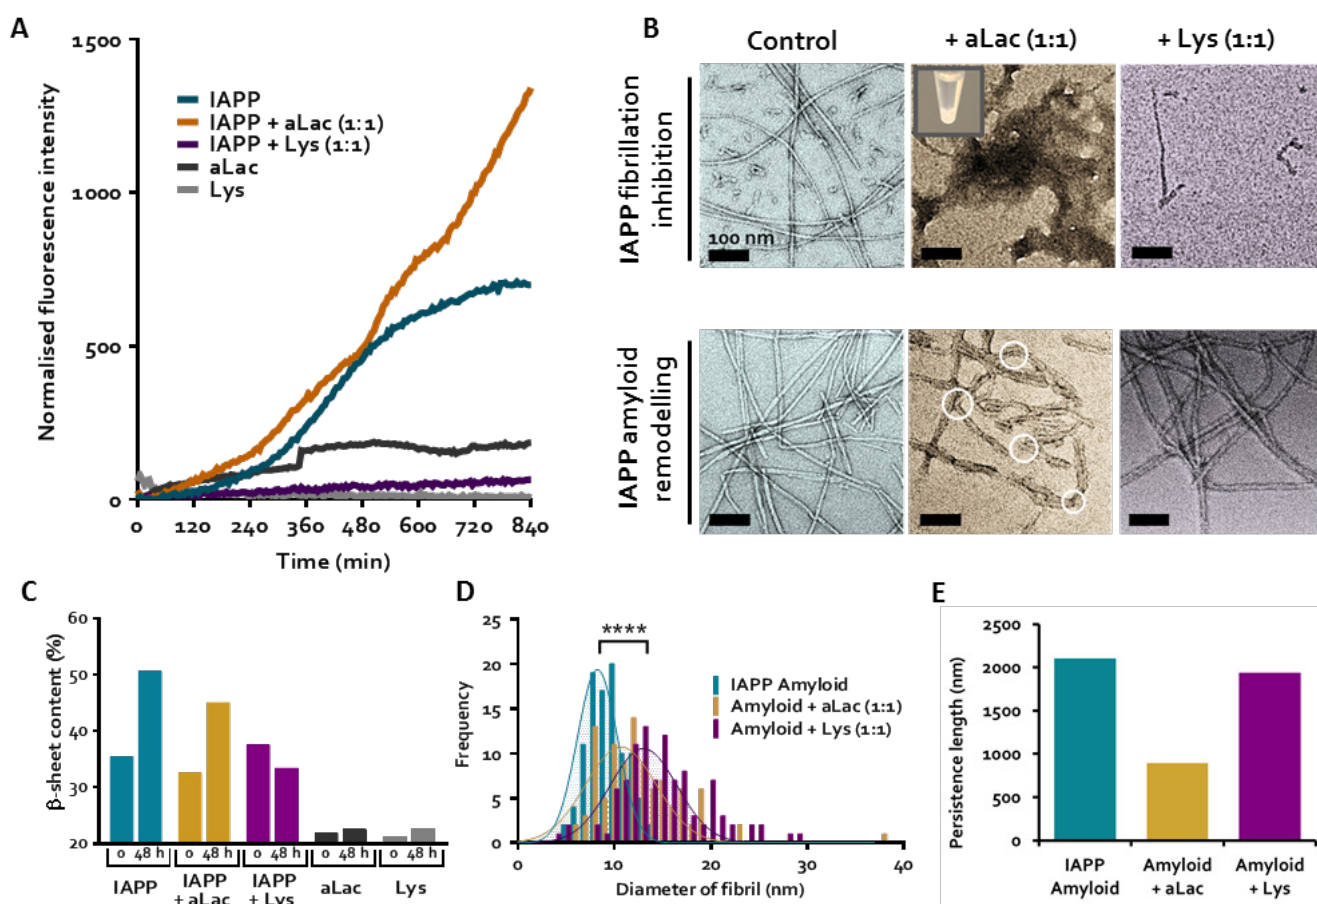 A
1500
1000
500
0
Normalised fluorescence intensity
IAPP
IAPP + aLac (1:1)
IAPP + Lys (1:1)
aLac
Lys
0 120 240 360 480 600 720 840
Time (min)
B
Control
+ aLac (1:1)
+ Lys (1:1)
IAPP fibrillation
inhibition
100 nm
IAPP amyloid
remodelling
C
60
50
40
30
20
β-sheet content (%)
0 48 h 0 48 h 0 48 h 0 48 h 0 48 h
IAPP
IAPP
+ aLac
IAPP
+ Lys
aLac
Lys
D
25
20
15
10
5
0
Frequency
****
IAPP Amyloid
Amyloid + aLac (1:1)
Amyloid + Lys (1:1)
0 10 20 30 40
Diameter of fibril (nm)
E
2500
2000
1500
1000
500
0
Persistence length (nm)
IAPP
Amyloid
Amyloid
+ aLac
Amyloid
+ Lys